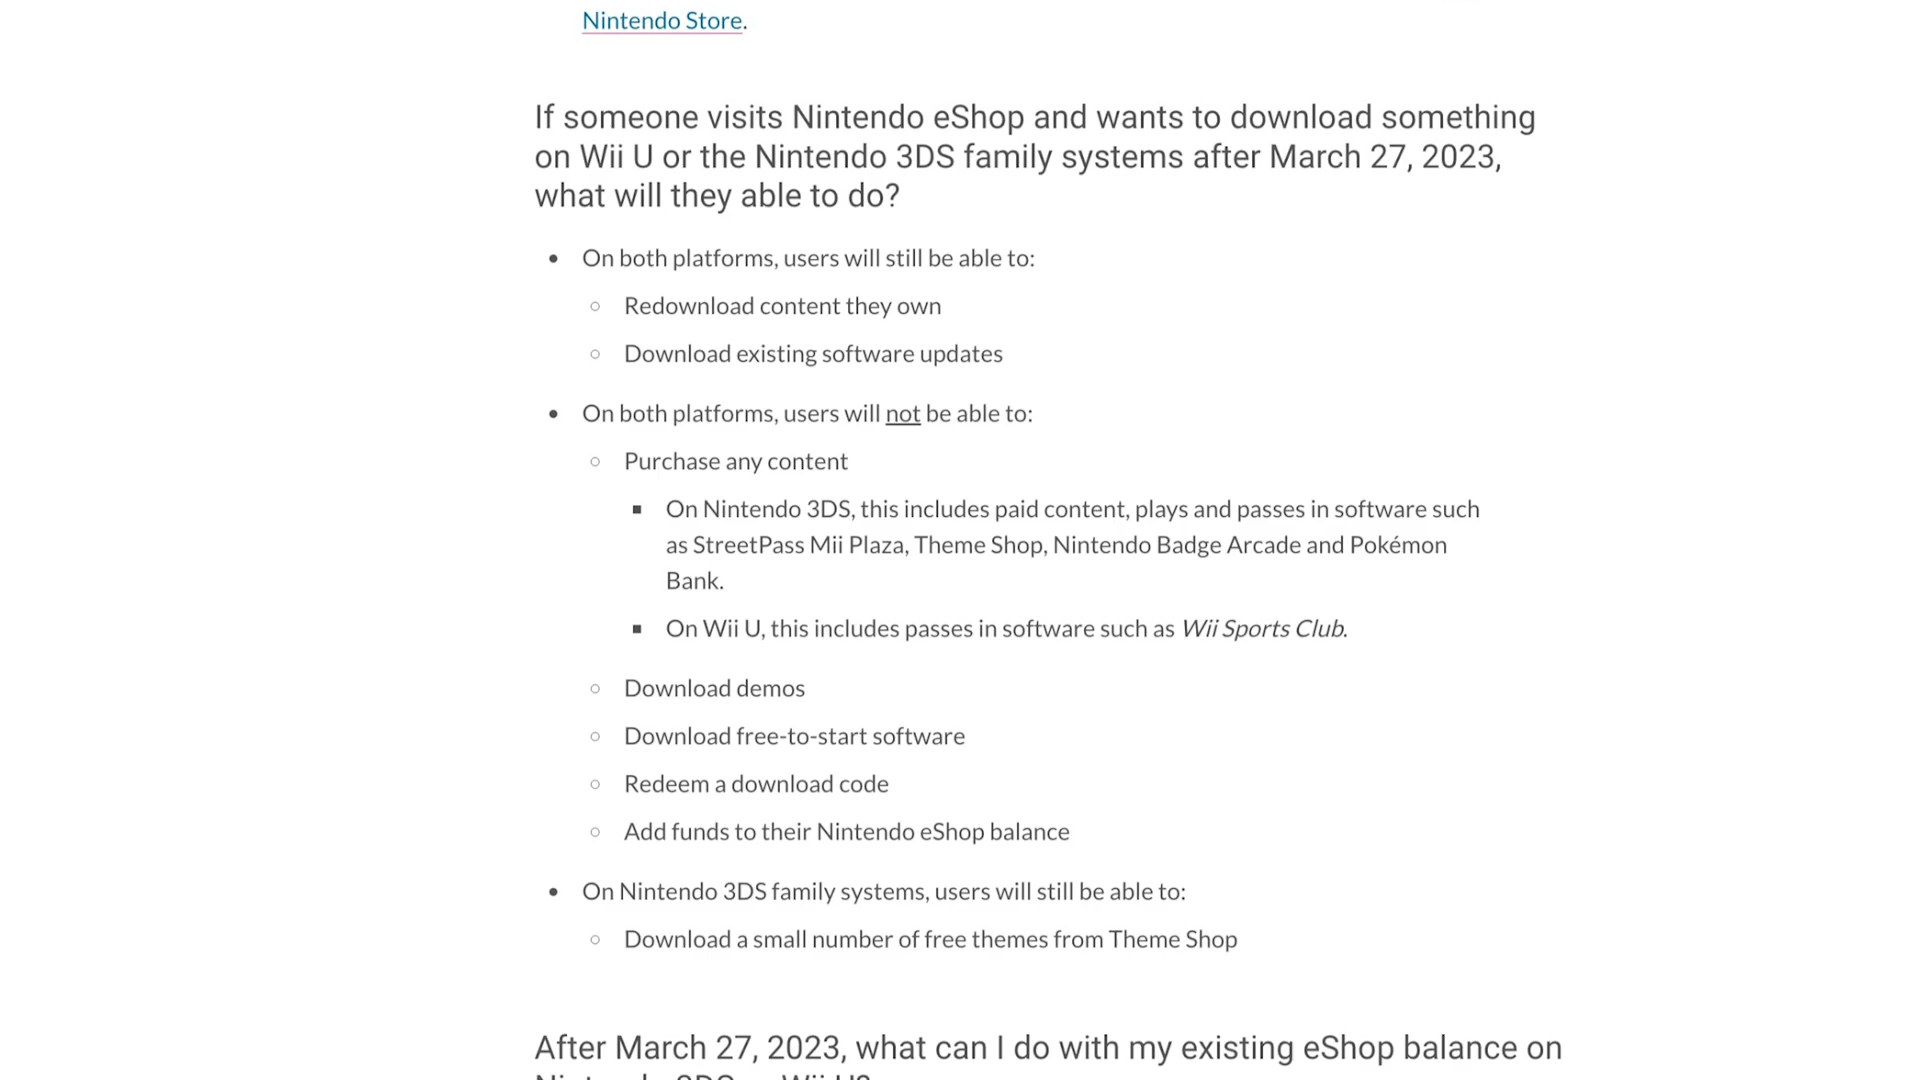 Nintendo Store.
If someone visits Nintendo eShop and wants to download something
on Wii U or the Nintendo 3DS family systems after March 27, 2023,
what will they able to do?
On both platforms, users will still be able to:
Redownload content they own
Download existing software updates
On both platforms, users will not be able to:
Purchase any content
On Nintendo 3DS, this includes paid content, plays and passes in software such
as StreetPass Mii Plaza, Theme Shop, Nintendo Badge Arcade and Pokémon
Bank.
On Wii U, this includes passes in software such as Wii Sports Club.
Download demos
Download free-to-start software
Redeem a download code
Add funds to their Nintendo eShop balance
On Nintendo 3DS family systems, users will still be able to:
Download a small number of free themes from Theme Shop
After March 27, 2023, what can I do with my existing eShop balance on
Nintendo 3DS or Wii U?